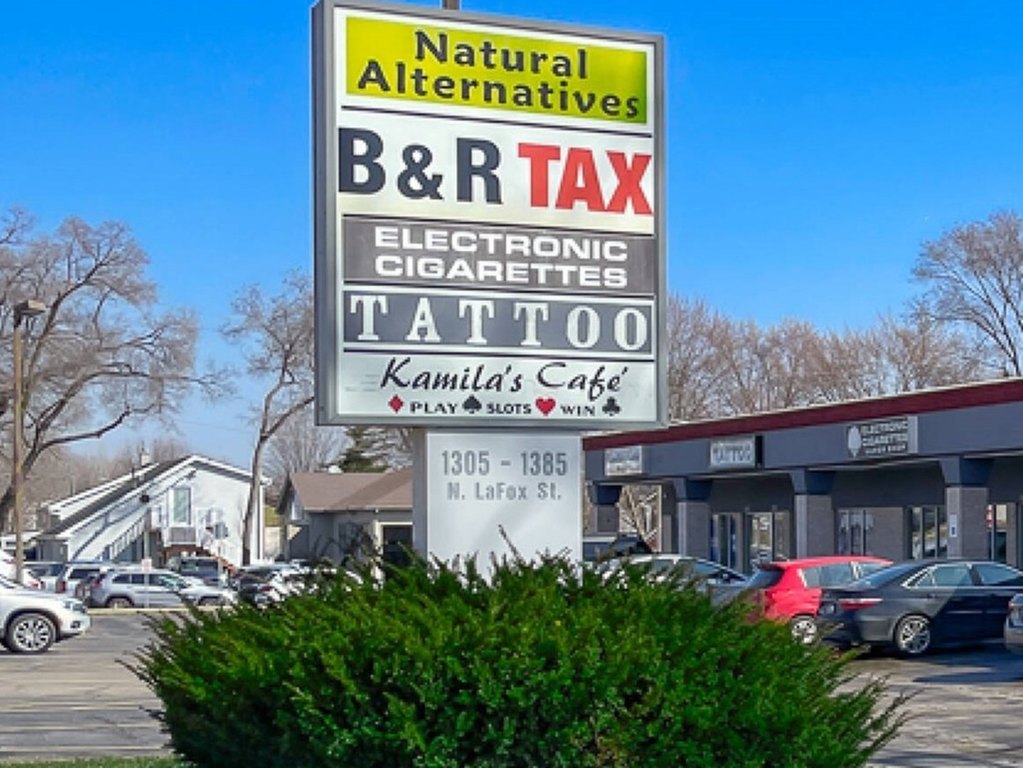 Natural
Alternatives
B & R TAX
ELECTRONIC
CIGARETTES
TATTOO
Kamila's Café
PLAY SLOTS WIN
1305 - 1385
N. LaFox St.
TATTOO
ELECTRONIC
CIGARETTES